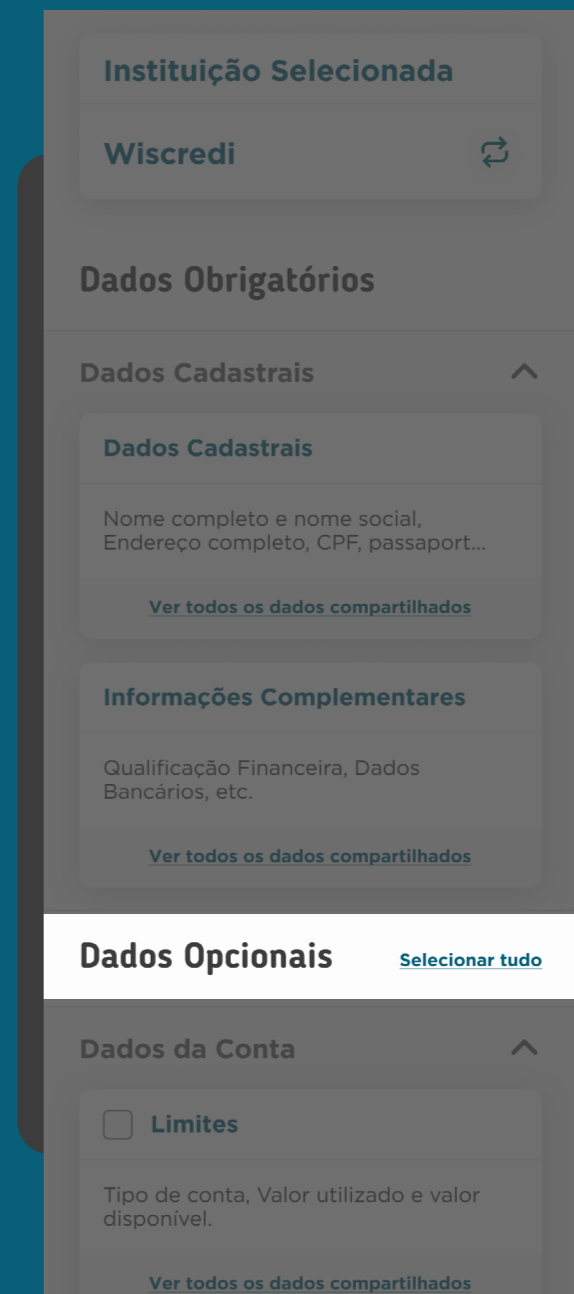 Instituição Selecionada
Wiscredi
Dados Obrigatórios
Dados Cadastrais
Dados Cadastrais
Nome completo e nome social,
Endereço completo, CPF, passaport...
Ver todos os dados compartilhados
Informações Complementares
Qualificação Financeira, Dados
Bancários, etc.
Ver todos os dados compartilhados
Dados Opcionais
Selecionar tudo
Dados da Conta
Limites
Tipo de conta, Valor utilizado e valor
disponível.
Ver todos os dados compartilhados